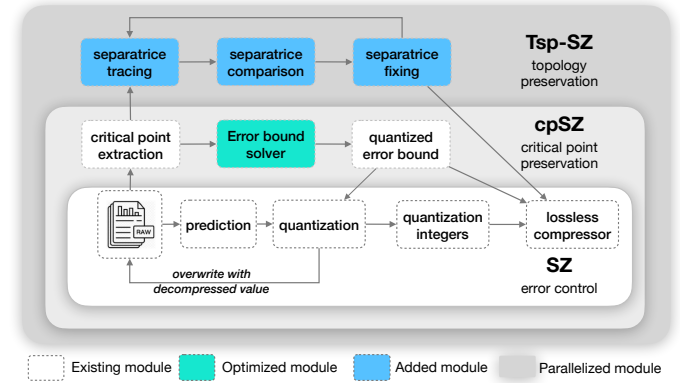 separatrice
tracing
separatrice
comparison
separatrice
fixing
Tsp-SZ
topology
preservation
critical point
extraction
Error bound
solver
quantized
error bound
cpSZ
critical point
preservation
RAW
prediction
quantization
quantization
integers
lossless
compressor
overwrite with
decompressed value
SZ
error control
Existing module
Optimized module
Added module
Parallelized module